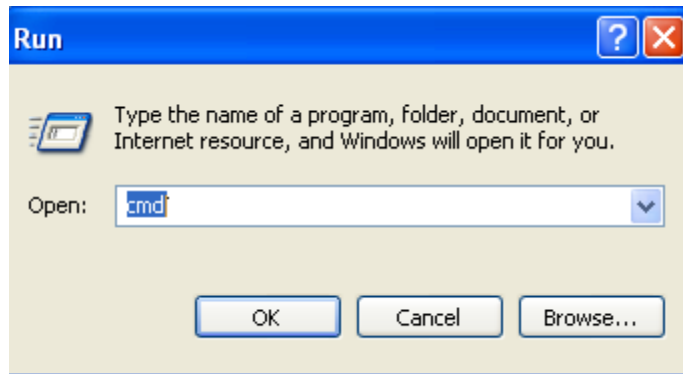 Run
?
Type the name of a program, folder, document, or
Internet resource, and Windows will open it for you.
Open: cmd
OK Cancel Browse...